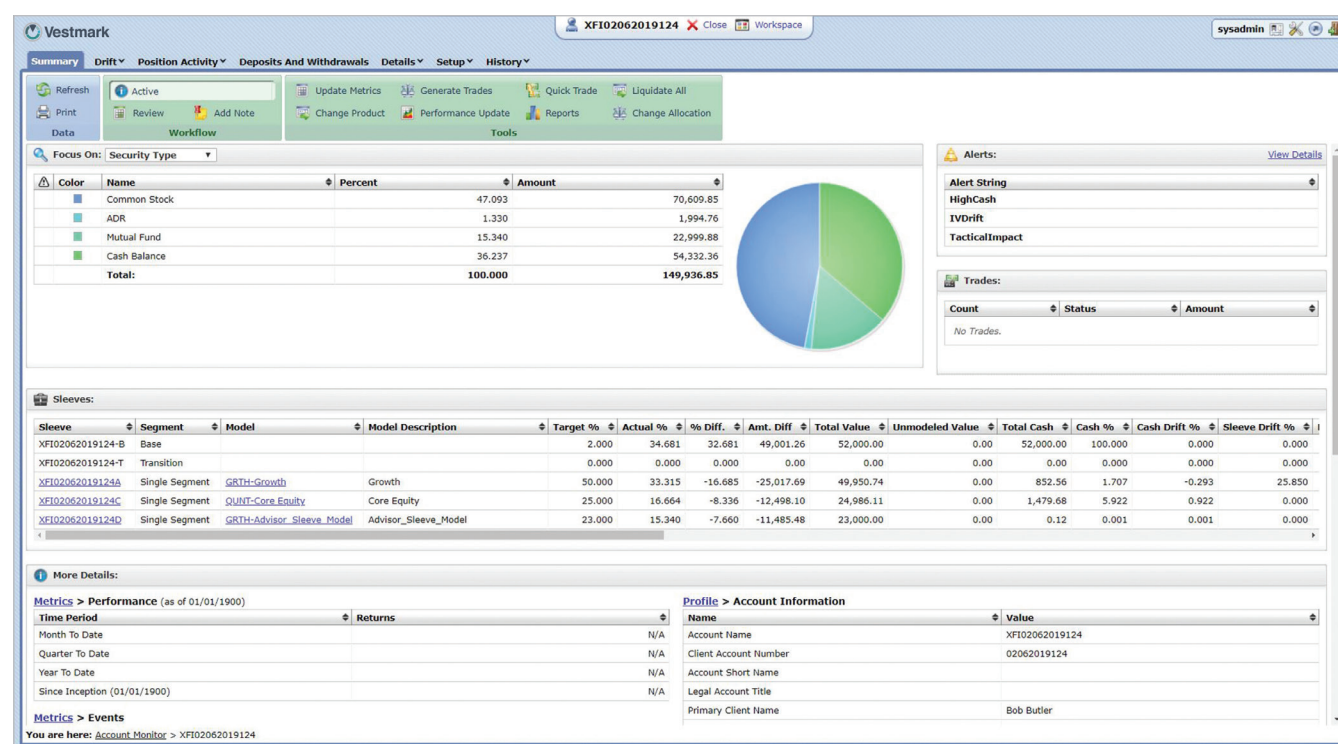 Vestmark XFI02062019124 Close Workspace sysadmin
Summary Drift Position Activity Deposits And Withdrawals Details Setup History
Refresh Active Update Metrics Generate Trades Quick Trade Liquidate All
Print Review Add Note Change Product Performance Update Reports Change Allocation
Data Workflow Tools
Focus On: Security Type
Color Name Percent Amount
Common Stock 47.093 70,609.85
ADR 1.330 1,994.76
Mutual Fund 15.340 22,999.88
Cash Balance 36.237 54,332.36
Total: 100.000 149,936.85
Alerts: View Details
Alert String
HighCash
IVDrift
TacticalImpact
Trades:
Count Status Amount
No Trades.
Sleeves:
Sleeve Segment Model Model Description Target % Actual % % Diff. Amt. Diff Total Value Unmodeled Value Total Cash Cash % Cash Drift % Sleeve Drift %
XFI02062019124-B Base 2.000 34.681 32.681 49,001.26 52,000.00 0.00 52,000.00 100.000 0.000 0.000
XFI02062019124-T Transition 0.000 0.000 0.000 0.00 0.00 0.00 0.00 0.000 0.000 0.000
XFI02062019124A Single Segment GRTH-Growth Growth 50.000 33.315 -16.685 -25,017.69 49,950.74 0.00 852.56 1.707 -0.293 25.850
XFI02062019124C Single Segment QUNT-Core Equity Core Equity 25.000 16.664 -8.336 -12,498.10 24,986.11 0.00 1,479.68 5.922 0.922 0.000
XFI02062019124D Single Segment GRTH-Advisor_Sleeve_Model Advisor_Sleeve_Model 23.000 15.340 -7.660 -11,485.48 23,000.00 0.00 0.12 0.001 0.001 0.000
More Details:
Metrics > Performance (as of 01/01/1900)
Time Period Returns
Month To Date N/A
Quarter To Date N/A
Year To Date N/A
Since Inception (01/01/1900) N/A
Metrics > Events
Profile > Account Information
Name Value
Account Name XFI02062019124
Client Account Number 02062019124
Account Short Name
Legal Account Title
Primary Client Name Bob Butler
You are here: Account Monitor > XFI02062019124